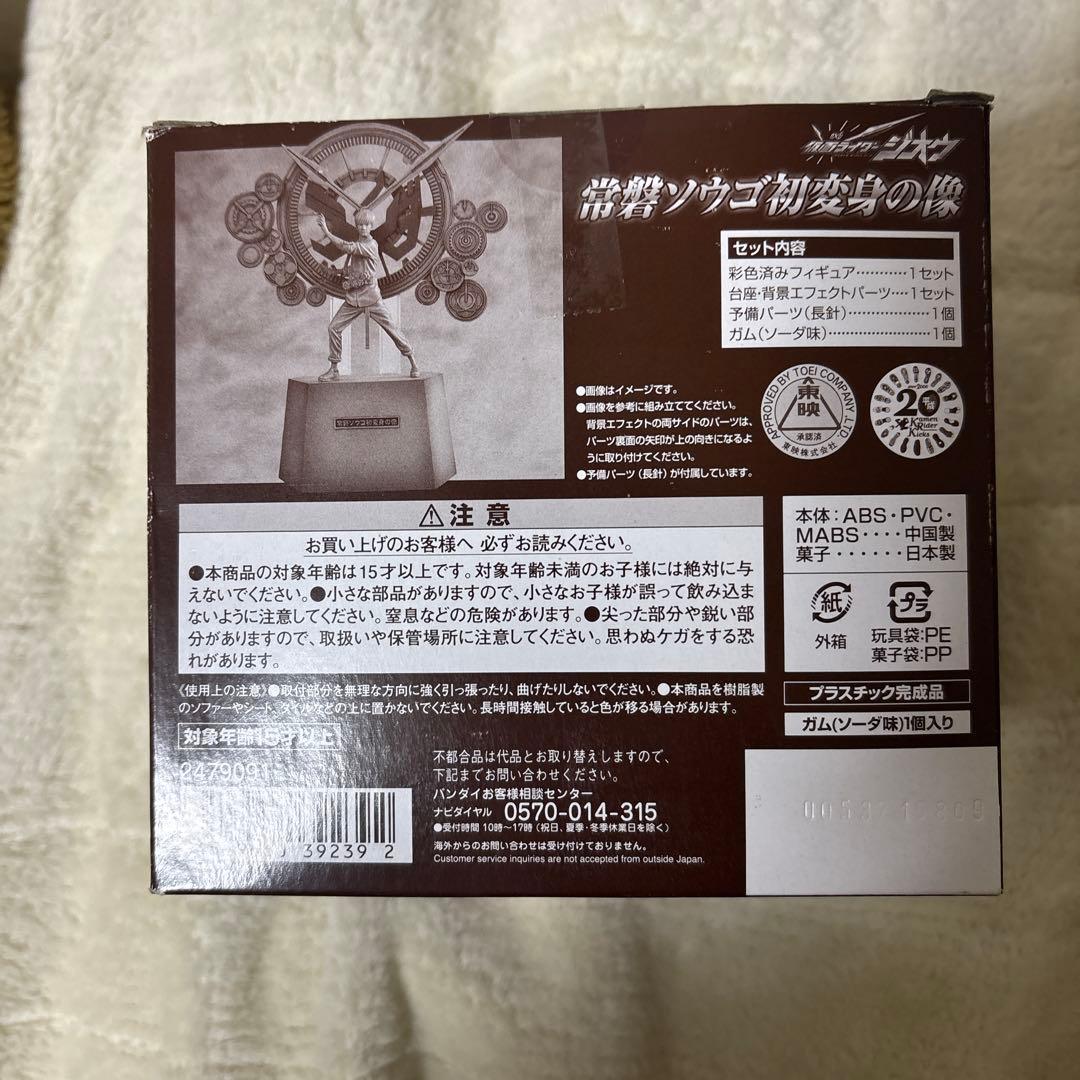 仮面ライダー ジオウ
常磐ソウゴ初変身の像
セット内容
彩色済みフィギュア‥‥‥‥‥1セット
台座・背景エフェクトパーツ‥‥1セット
予備パーツ(長針)‥‥‥‥‥‥‥1個
ガム(ソーダ味)‥‥‥‥‥‥‥‥1個
常磐ソウゴ初変身の像
●画像はイメージです。
●画像を参考に組み立ててください。
背景エフェクトの両サイドのパーツは、
パーツ裏面の矢印が上の向きになるよ
うに取り付けてください。
●予備パーツ(長針)が付属しています。
APPROVED BY TOEI COMPANY, LTD.
東映
承認済
東映株式会社
20
平成
Kamen
Rider
Kicks
⚠注意
お買い上げのお客様へ 必ずお読みください。
●本商品の対象年齢は15才以上です。対象年齢未満のお子様には絶対に与
えないでください。●小さな部品がありますので、小さなお子様が誤って飲み込ま
ないように注意してください。窒息などの危険があります。●尖った部分や鋭い部
分がありますので、取扱いや保管場所に注意してください。思わぬケガをする恐
れがあります。
《使用上の注意》●取付部分を無理な方向に強く引っ張ったり、曲げたりしないでください。●本商品を樹脂製
のソファーやシート、タイルなどの上に置かないでください。長時間接触していると色が移る場合があります。
対象年齢15才以上
2479091
39239 2
不都合品は代品とお取り替えしますので、
下記までお問い合わせください。
バンダイお客様相談センター
ナビダイヤル 0570-014-315
●受付時間 10時〜17時(祝日、夏季・冬季休業日を除く)
海外からのお問い合わせは受け付けておりません。
Customer service inquiries are not accepted from outside Japan.
本体：ABS・PVC・
MABS‥‥中国製
菓子‥‥‥日本製
紙
外箱
プラ
玩具袋：PE
菓子袋：PP
プラスチック完成品
ガム(ソーダ味)1個入り